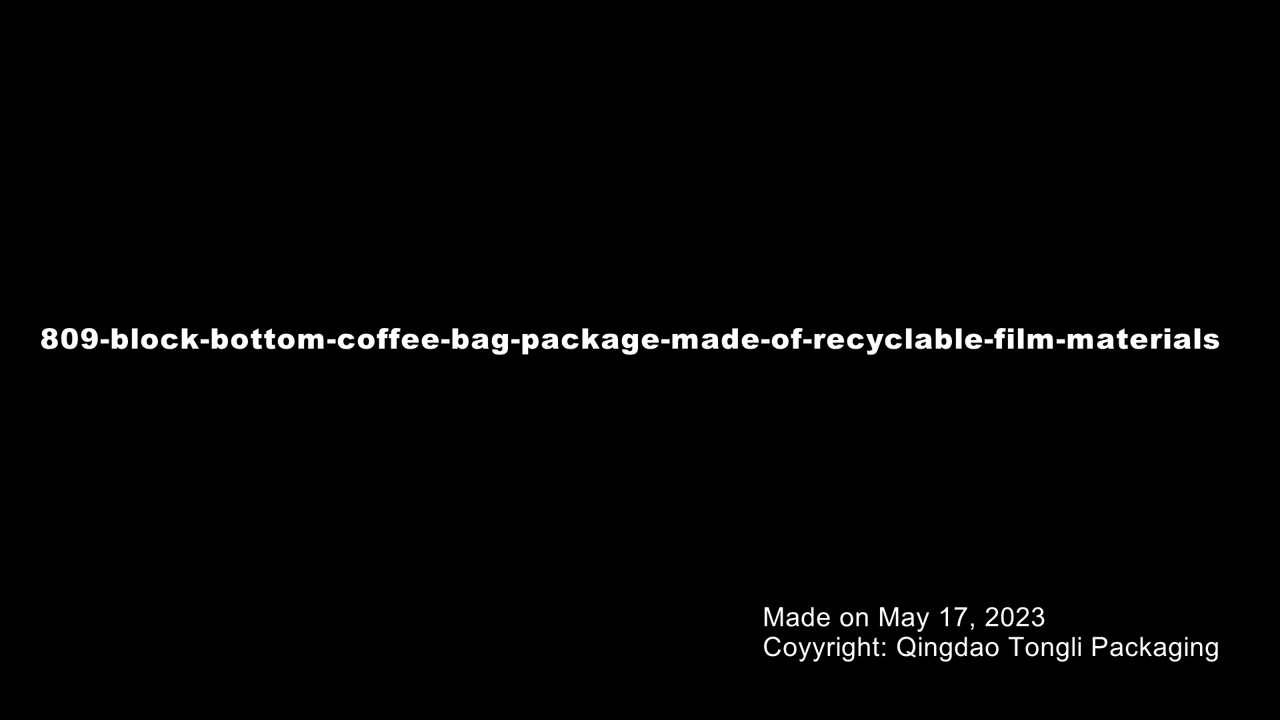 809-block-bottom-coffee-bag-package-made-of-recyclable-film-materials
Made on May 17, 2023
Coyyright: Qingdao Tongli Packaging